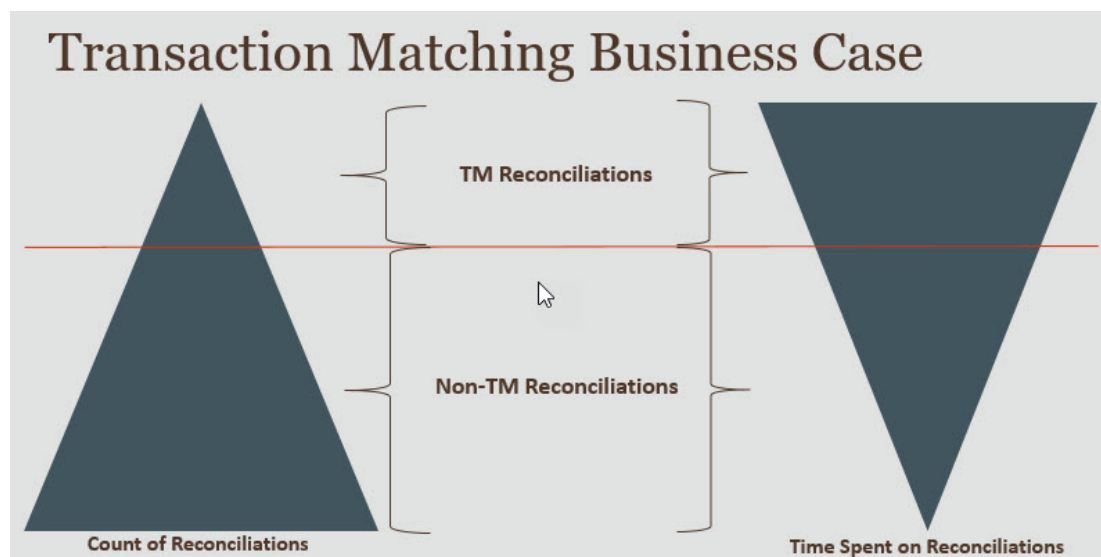 Transaction Matching Business Case
TM Reconciliations
Non-TM Reconciliations
Count of Reconciliations
Time Spent on Reconciliations